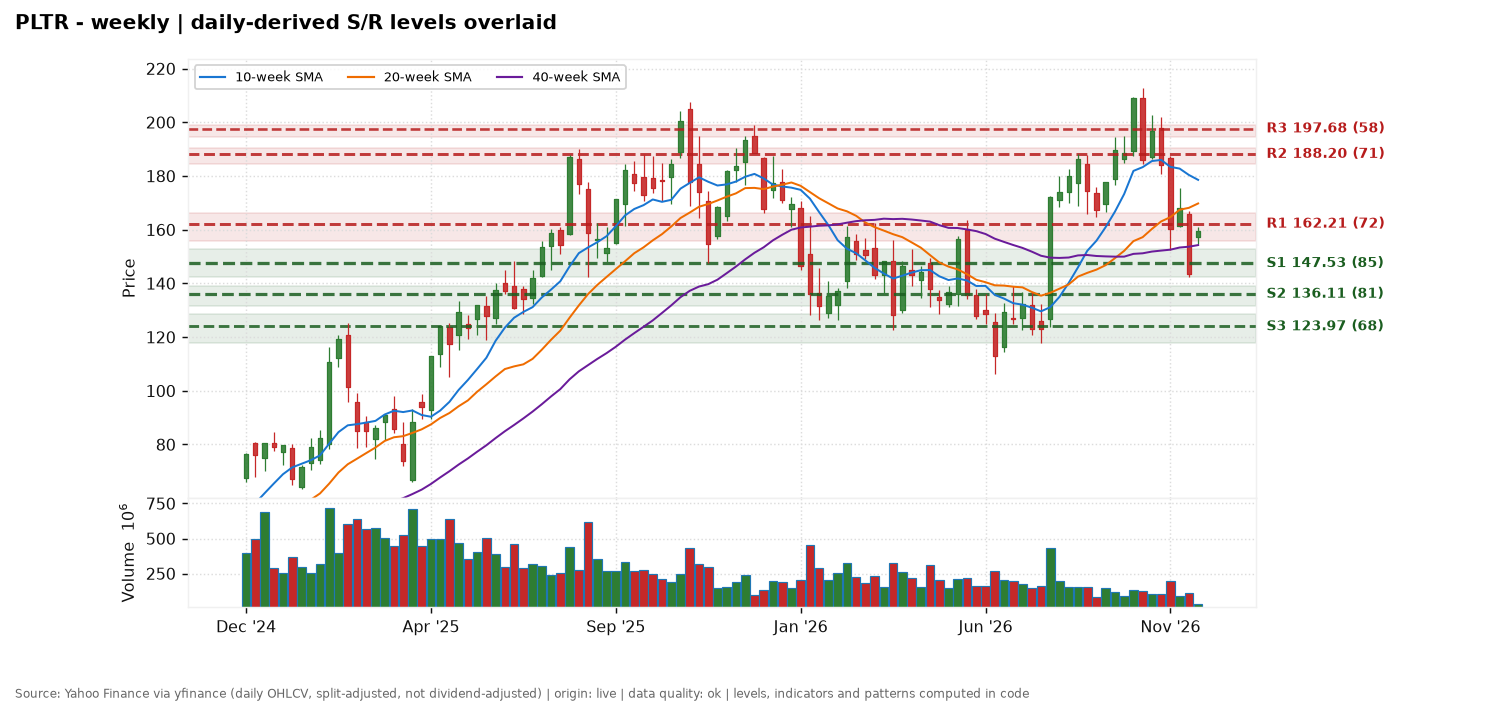 PLTR - weekly | daily-derived S/R levels overlaid
10-week SMA
20-week SMA
40-week SMA
220
200
180
160
140
120
100
80
Price
R3 197.68 (58)
R2 188.20 (71)
R1 162.21 (72)
S1 147.53 (85)
S2 136.11 (81)
S3 123.97 (68)
750
500
250
Volume 10⁶
Dec '24
Apr '25
Sep '25
Jan '26
Jun '26
Nov '26
Source: Yahoo Finance via yfinance (daily OHLCV, split-adjusted, not dividend-adjusted) | origin: live | data quality: ok | levels, indicators and patterns computed in code